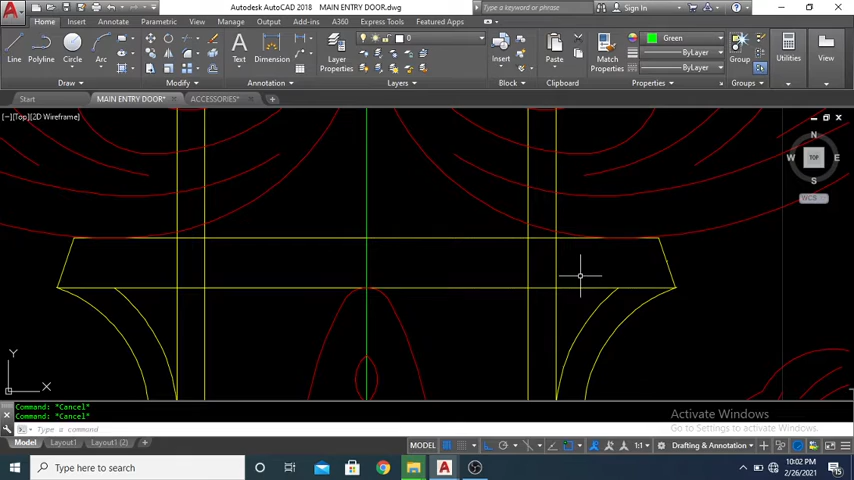 Autodesk AutoCAD 2018 MAIN ENTRY DOOR.dwg
Type a keyword or phrase
Sign In
Home Insert Annotate Parametric View Manage Output Add-ins A360 Express Tools Featured Apps
Line Polyline Circle Arc Text Dimension Layer Properties 0 Insert Paste Match Properties Green ByLayer ByLayer Group Utilities View
Draw Modify Annotation Layers Block Clipboard Properties Groups
Start MAIN ENTRY DOOR* ACCESSORIES*
[−][Top][2D Wireframe]
N
W TOP E
S
WCS
Y
X
Command: *Cancel*
Command: *Cancel*
Type a command
Activate Windows
Go to Settings to activate Windows.
Model Layout1 Layout1 (2)
MODEL 1:1 Drafting & Annotation
Type here to search
10:02 PM
2/26/2021